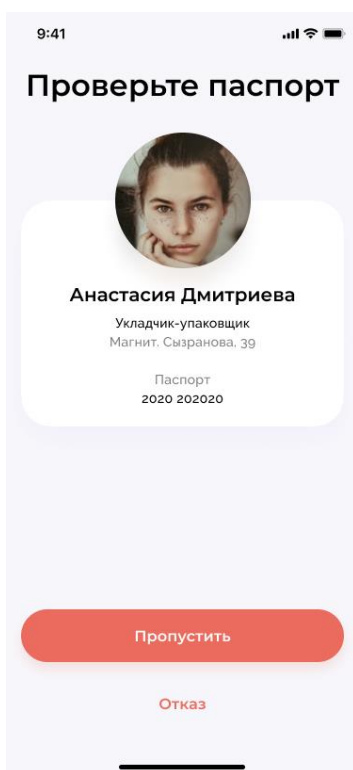 9:41
Проверьте паспорт
Анастасия Дмитриева
Укладчик-упаковщик
Магнит. Сызранова, 39
Паспорт
2020 202020
Пропустить
Отказ